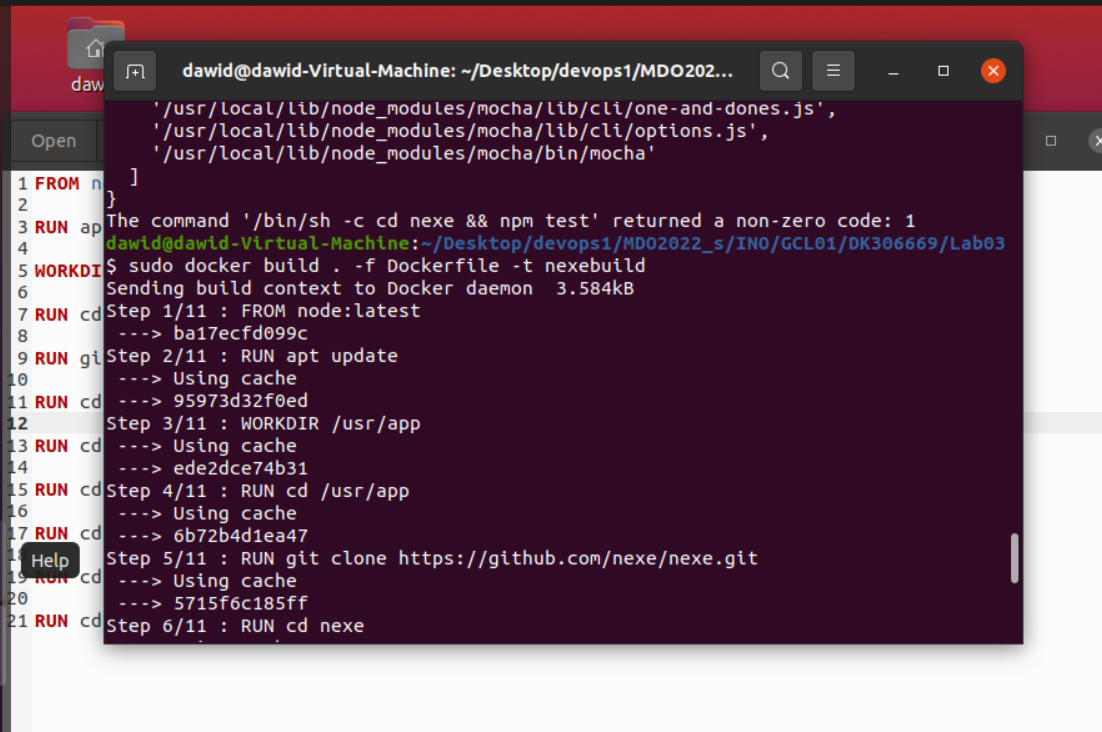 daw
dawid@dawid-Virtual-Machine: ~/Desktop/devops1/MDO202...
Open
'/usr/local/lib/node_modules/mocha/lib/cli/one-and-dones.js',
'/usr/local/lib/node_modules/mocha/lib/cli/options.js',
'/usr/local/lib/node_modules/mocha/bin/mocha'
]
}
The command '/bin/sh -c cd nexe && npm test' returned a non-zero code: 1
dawid@dawid-Virtual-Machine:~/Desktop/devops1/MDO2022_s/INO/GCL01/DK306669/Lab03
$ sudo docker build . -f Dockerfile -t nexebuild
Sending build context to Docker daemon  3.584kB
Step 1/11 : FROM node:latest
---> ba17ecfd099c
Step 2/11 : RUN apt update
---> Using cache
---> 95973d32f0ed
Step 3/11 : WORKDIR /usr/app
---> Using cache
---> ede2dce74b31
Step 4/11 : RUN cd /usr/app
---> Using cache
---> 6b72b4d1ea47
Step 5/11 : RUN git clone https://github.com/nexe/nexe.git
---> Using cache
---> 5715f6c185ff
Step 6/11 : RUN cd nexe
1 FROM n
2
3 RUN ap
4
5 WORKDI
6
7 RUN cd
8
9 RUN gi
10
11 RUN cd
12
13 RUN cd
14
15 RUN cd
16
17 RUN cd
18
Help
19 RUN cd
20
21 RUN cd